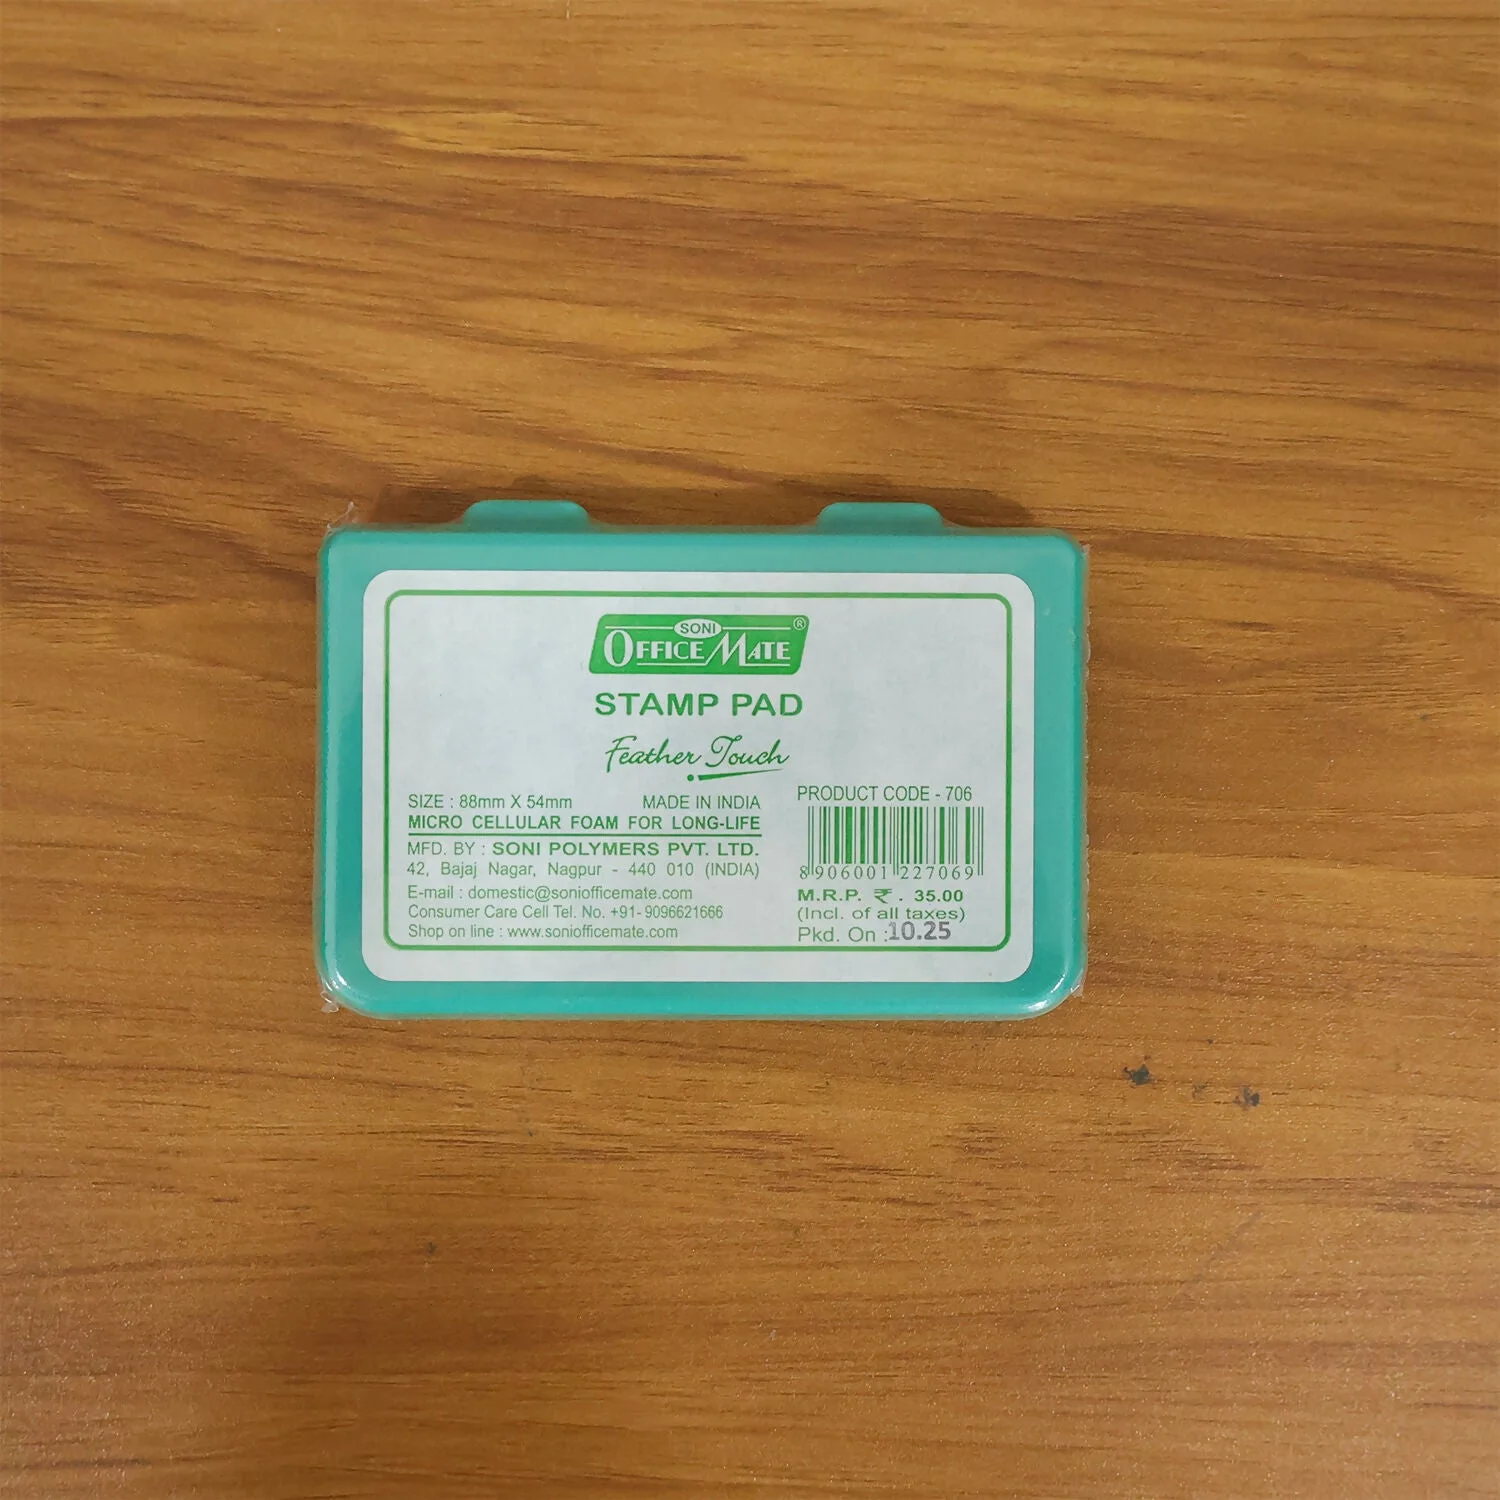 SONI
OFFICE MATE ®
STAMP PAD
Feather Touch
SIZE : 88mm X 54mm MADE IN INDIA
MICRO CELLULAR FOAM FOR LONG-LIFE
MFD. BY : SONI POLYMERS PVT. LTD.
42, Bajaj Nagar, Nagpur - 440 010 (INDIA)
E-mail : domestic@soniofficemate.com
Consumer Care Cell Tel. No. +91- 9096621666
Shop on line : www.soniofficemate.com
PRODUCT CODE - 706
8 906001 227069
M.R.P. ₹ . 35.00
(Incl. of all taxes)
Pkd. On :10.25